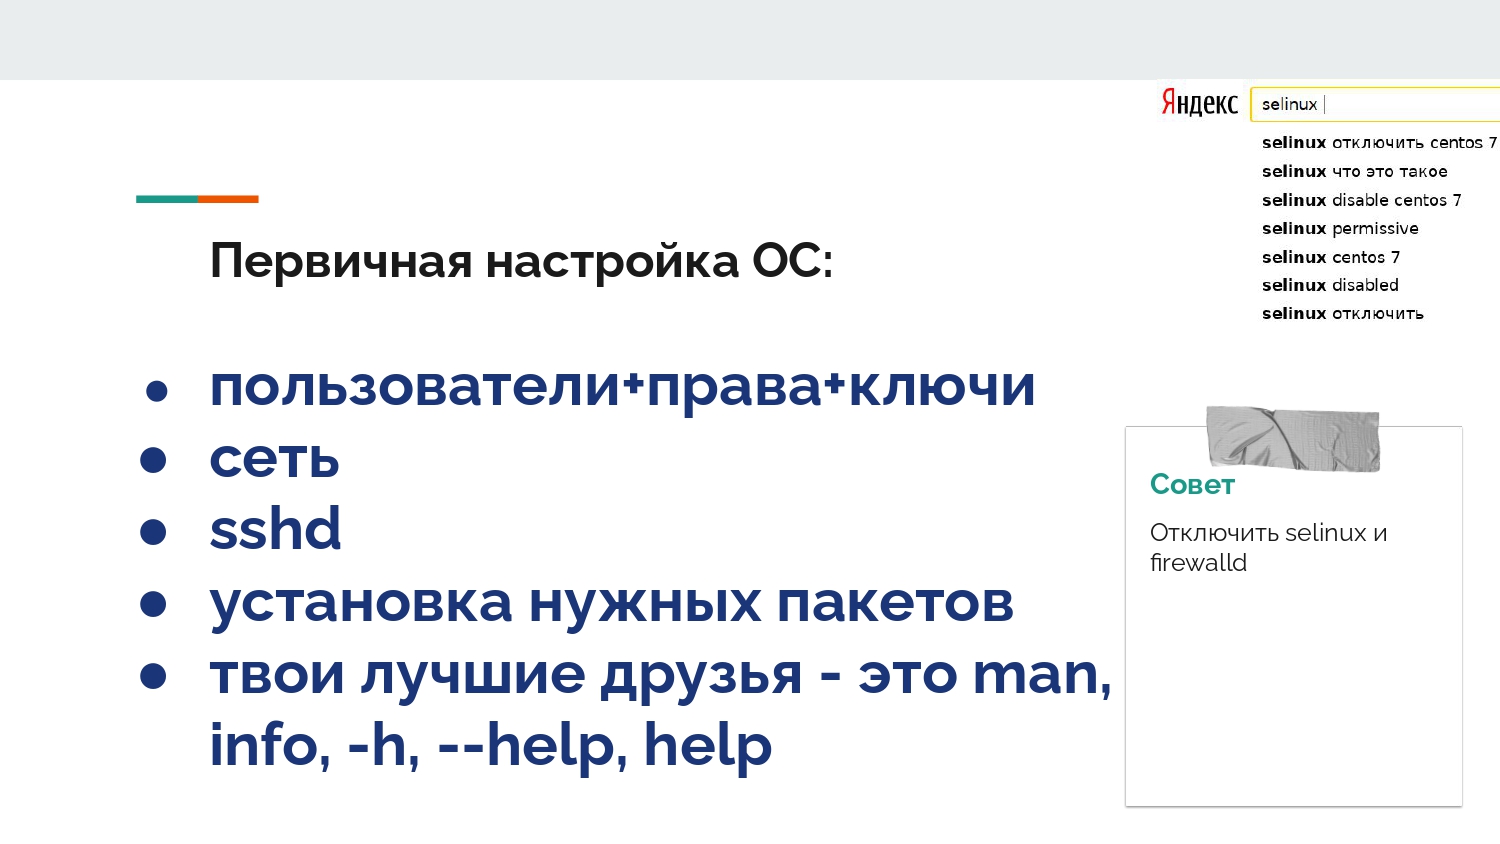 Яндекс
selinux
selinux отключить centos 7
selinux что это такое
selinux disable centos 7
selinux permissive
selinux centos 7
selinux disabled
selinux отключить
Первичная настройка ОС:
● пользователи+права+ключи
● сеть
● sshd
● установка нужных пакетов
● твои лучшие друзья - это man,
info, -h, --help, help
Совет
Отключить selinux и
firewalld